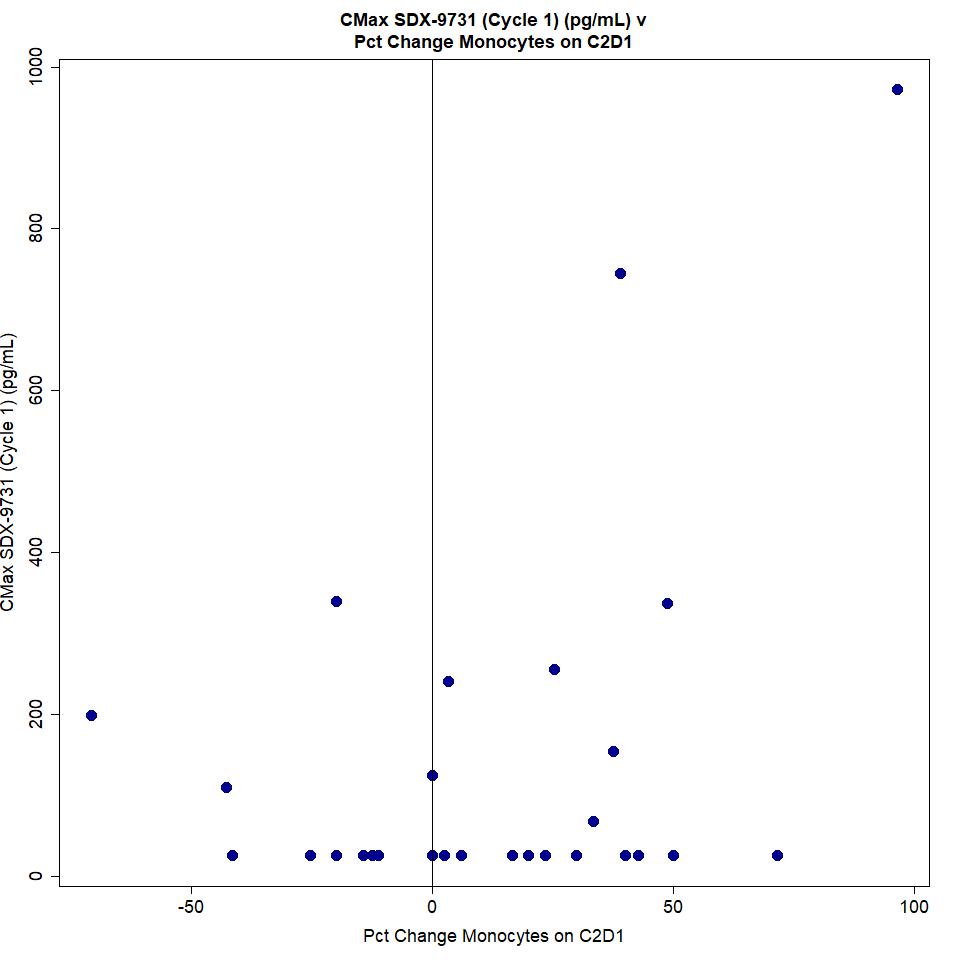 CMax SDX-9731 (Cycle 1) (pg/mL) v
Pct Change Monocytes on C2D1
1000
800
600
400
200
0
CMax SDX-9731 (Cycle 1) (pg/mL)
-50
0
50
100
Pct Change Monocytes on C2D1